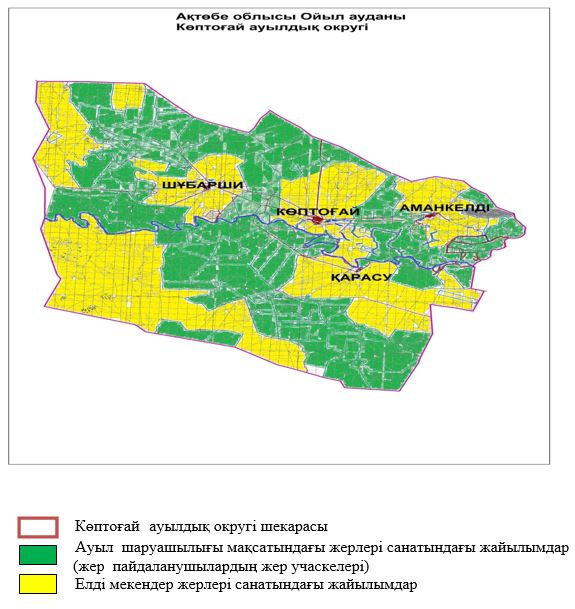 Ақтөбе облысы Ойыл ауданы
Көптоғай ауылдық округі
ШҰБАРШИ
КӨПТОҒАЙ
АМАНКЕЛДІ
ҚАРАСУ
Көптоғай ауылдық округі шекарасы
Ауыл шаруашылығы мақсатындағы жерлері санатындағы жайылымдар
(жер пайдаланушылардың жер учаскелері)
Елді мекендер жерлері санатындағы жайылымдар